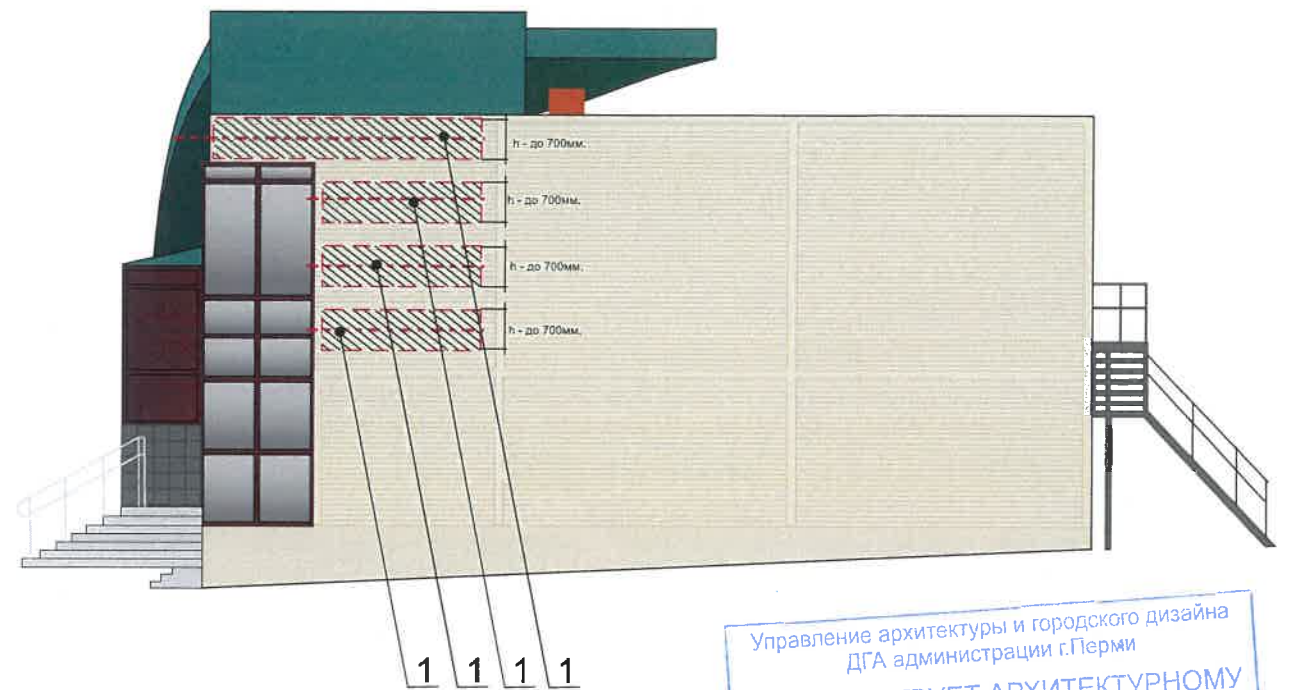 h - до 700мм.
h - до 700мм.
h - до 700мм.
h - до 700мм.
1 1 1 1
Управление архитектуры и городского дизайна
ДГА администрации г.Перми
АРХИТЕКТУРНОМУ